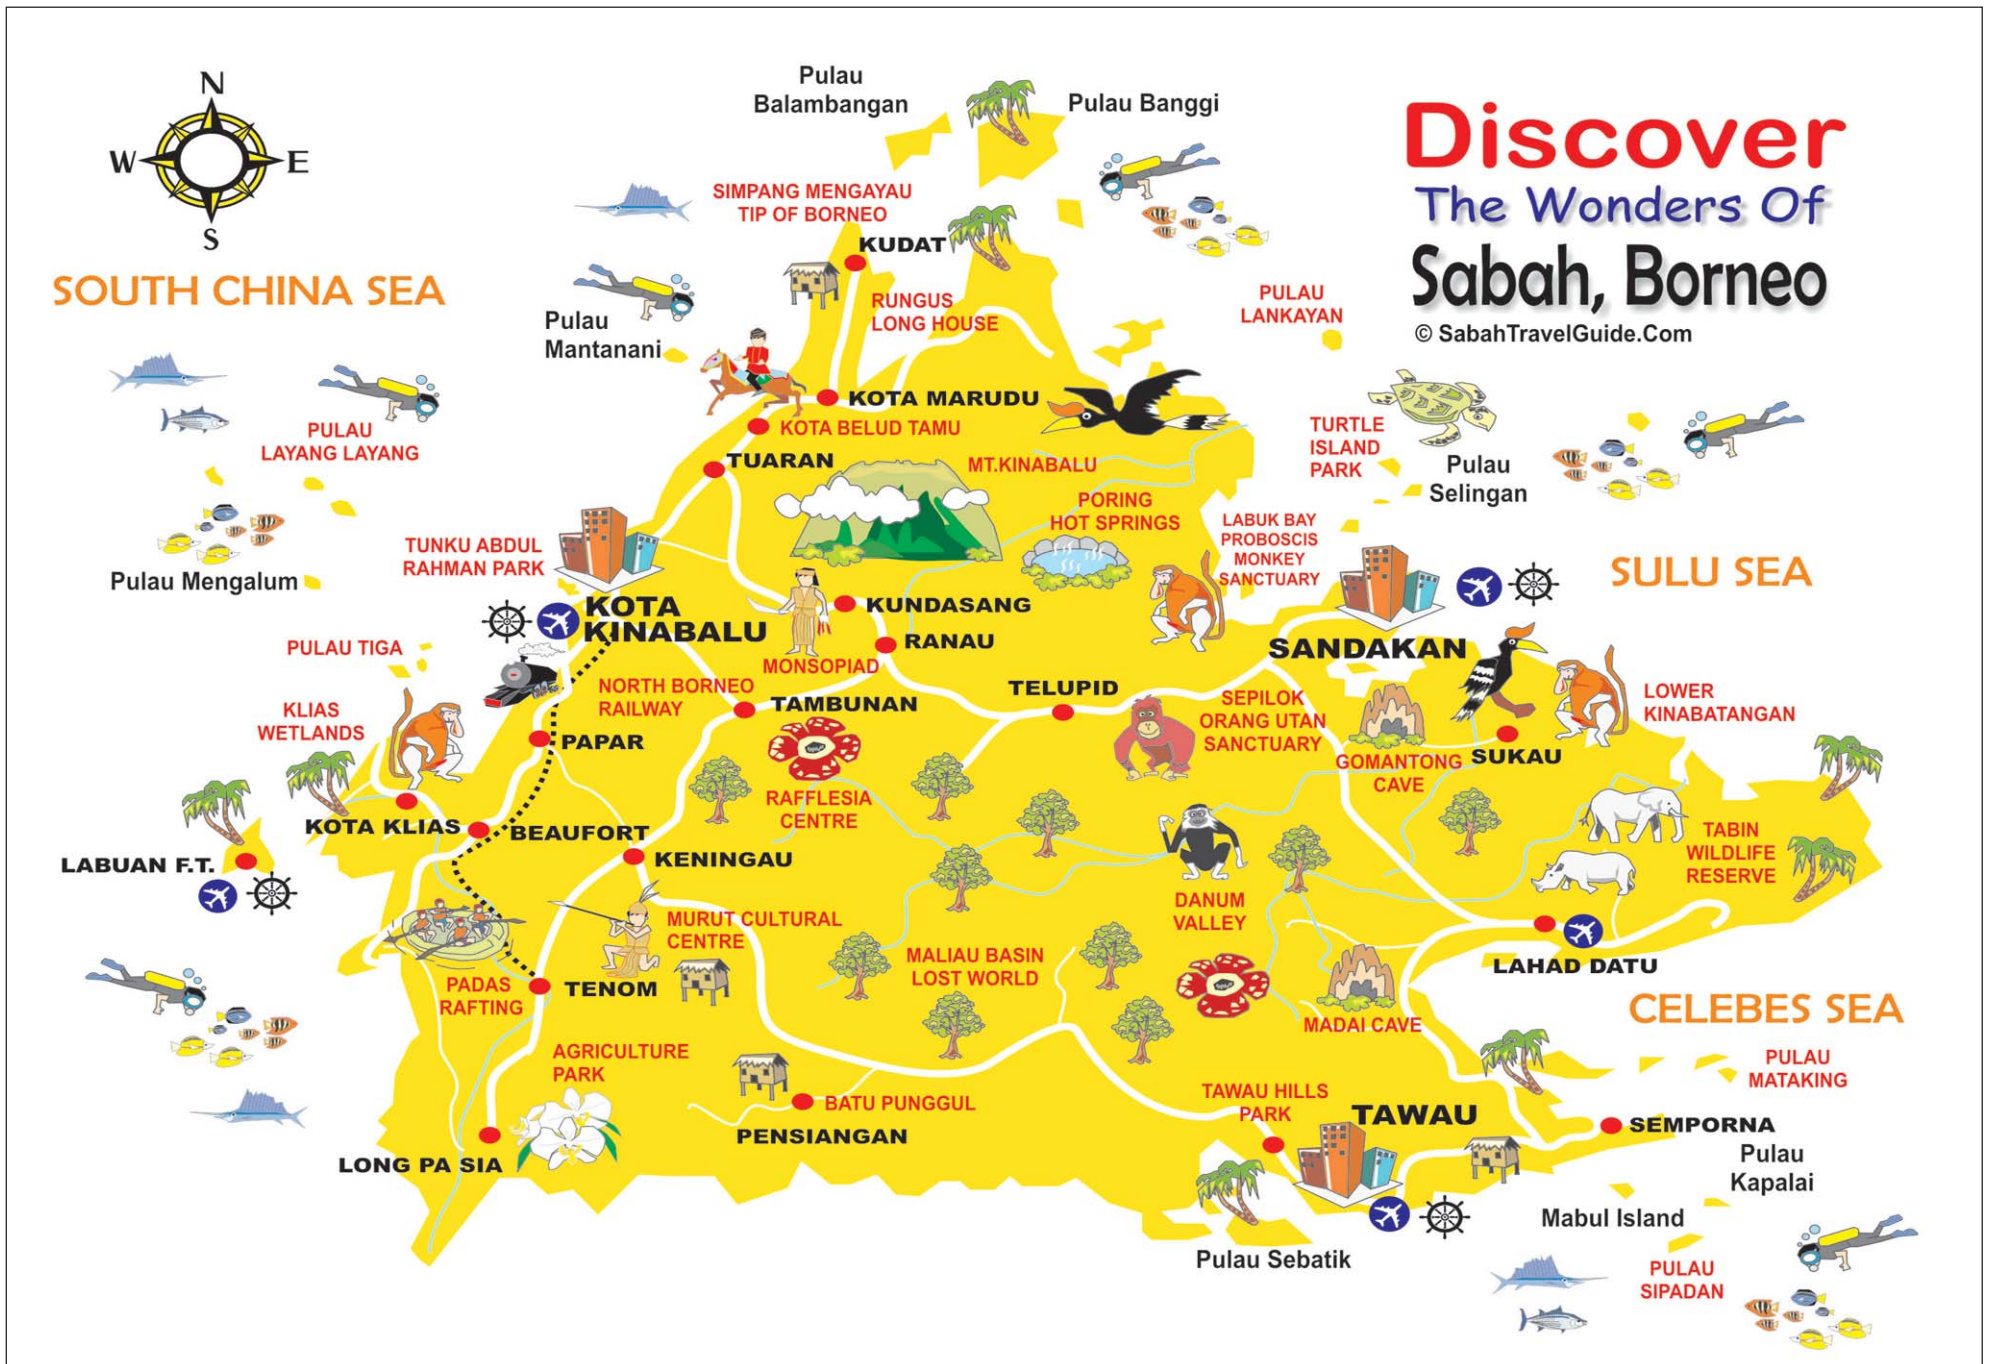 N
W
E
S
Discover
The Wonders Of
Sabah, Borneo
© SabahTravelGuide.Com
Pulau
Balambangan
Pulau Banggi
SIMPANG MENGAYAU
TIP OF BORNEO
KUDAT
RUNGUS
LONG HOUSE
SOUTH CHINA SEA
Pulau
Mantanani
PULAU
LANKAYAN
KOTA MARUDU
KOTA BELUD TAMU
TUARAN
PULAU
LAYANG LAYANG
MT.KINABALU
TURTLE
ISLAND
PARK
Pulau
Selingan
PORING
HOT SPRINGS
LABUK BAY
PROBOSCIS
MONKEY
SANCTUARY
TUNKU ABDUL
RAHMAN PARK
Pulau Mengalum
SULU SEA
KOTA
KINABALU
KUNDASANG
RANAU
MONSOPIAD
SANDAKAN
PULAU TIGA
NORTH BORNEO
RAILWAY
TAMBUNAN
TELUPID
SEPILOK
ORANG UTAN
SANCTUARY
LOWER
KINABATANGAN
KLIAS
WETLANDS
PAPAR
GOMANTONG
CAVE
SUKAU
RAFFLESIA
CENTRE
KOTA KLIAS
BEAUFORT
KENINGAU
LABUAN F.T.
TABIN
WILDLIFE
RESERVE
DANUM
VALLEY
MURUT CULTURAL
CENTRE
MALIAU BASIN
LOST WORLD
LAHAD DATU
PADAS
RAFTING
TENOM
MADAI CAVE
CELEBES SEA
AGRICULTURE
PARK
PULAU
MATAKING
BATU PUNGGUL
PENSIANGAN
TAWAU HILLS
PARK
TAWAU
SEMPORNA
LONG PA SIA
Pulau
Kapalai
Mabul Island
Pulau Sebatik
PULAU
SIPADAN